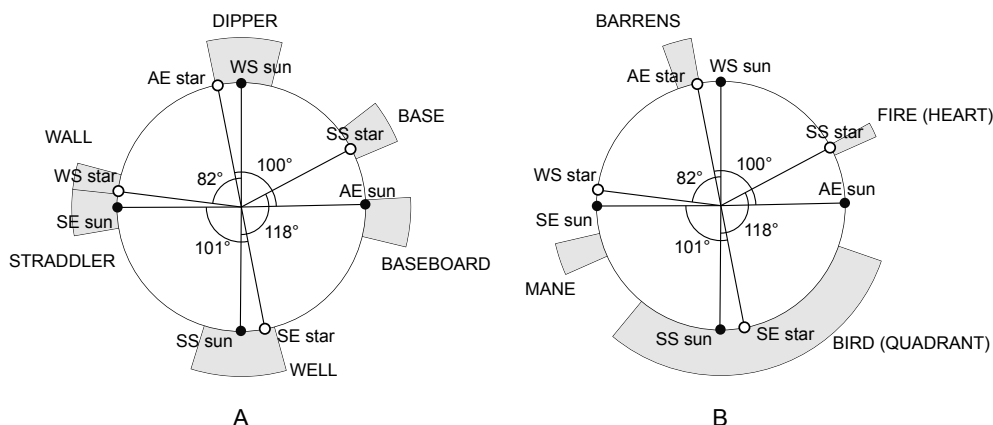 DIPPER
WS sun
AE star
BASE
SS star
WALL
100°
82°
WS star
AE sun
SE sun
101°
118°
STRADDLER
BASEBOARD
SS sun
SE star
WELL
A
BARRENS
WS sun
AE star
FIRE (HEART)
SS star
100°
82°
WS star
AE sun
SE sun
101°
118°
MANE
SS sun
SE star
BIRD (QUADRANT)
B